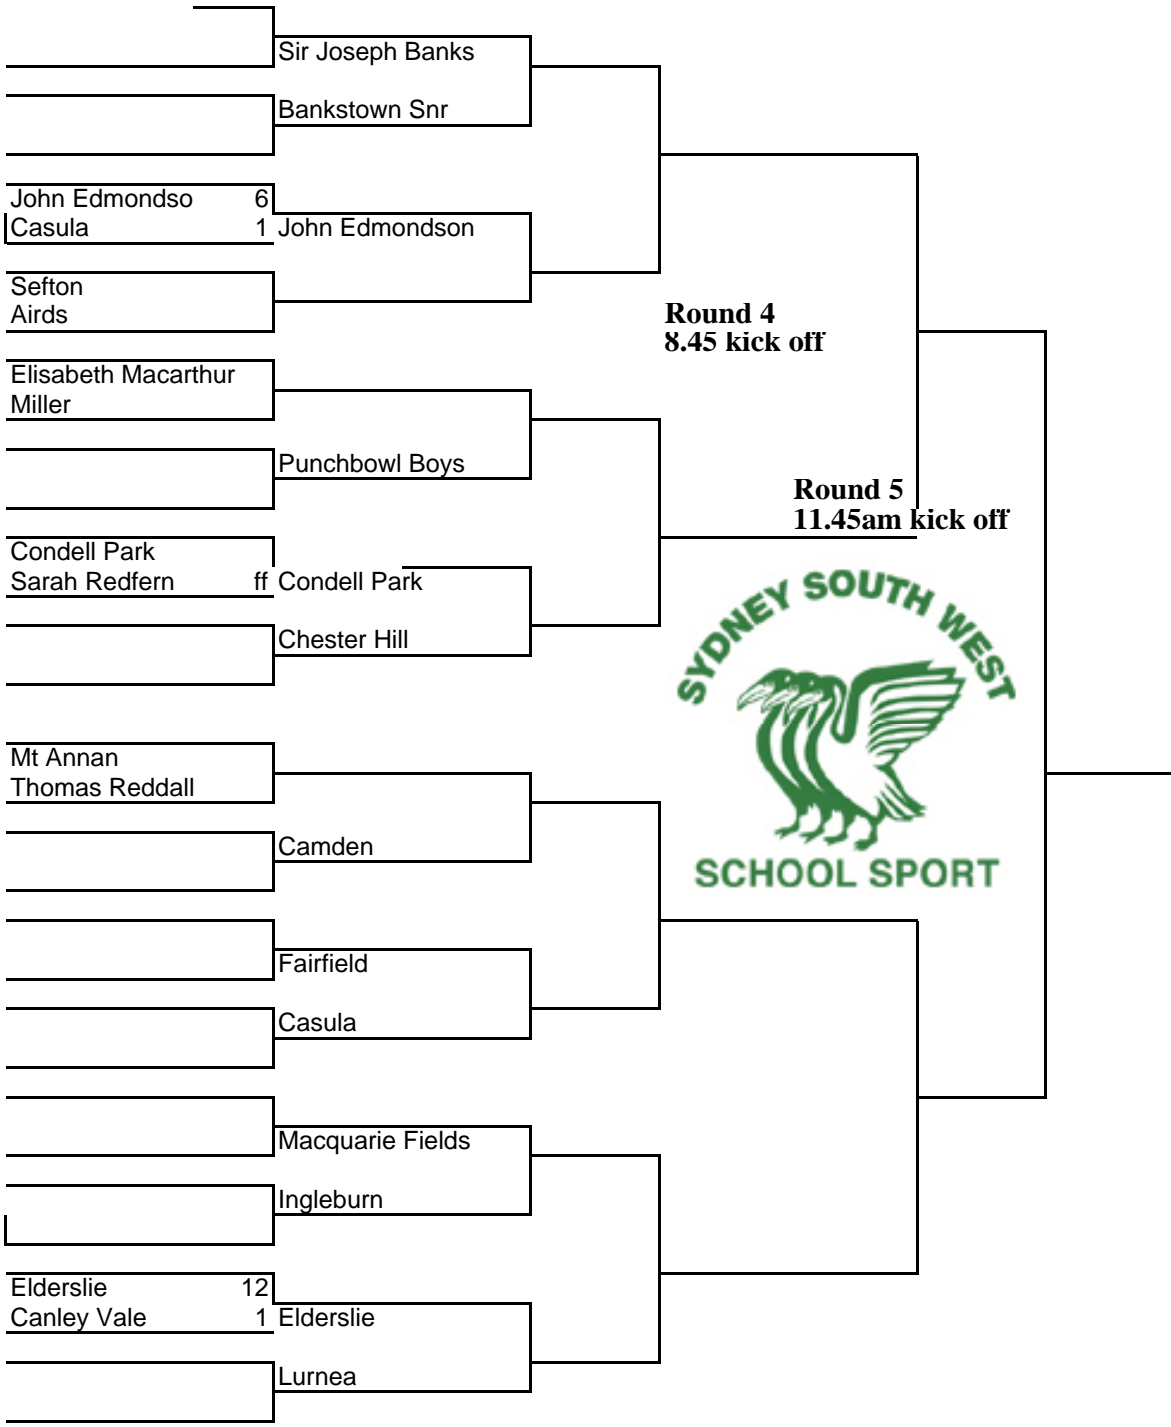 Sir Joseph Banks
Bankstown Snr
John Edmondso 6
Casula 1 John Edmondson
Sefton
Airds
Round 4
8.45 kick off
Elisabeth Macarthur
Miller
Punchbowl Boys
Round 5
11.45am kick off
Condell Park
Sarah Redfern ff Condell Park
Chester Hill
SYDNEY SOUTH WEST
SCHOOL SPORT
Mt Annan
Thomas Reddall
Camden
Fairfield
Casula
Macquarie Fields
Ingleburn
Elderslie 12
Canley Vale 1 Elderslie
Lurnea